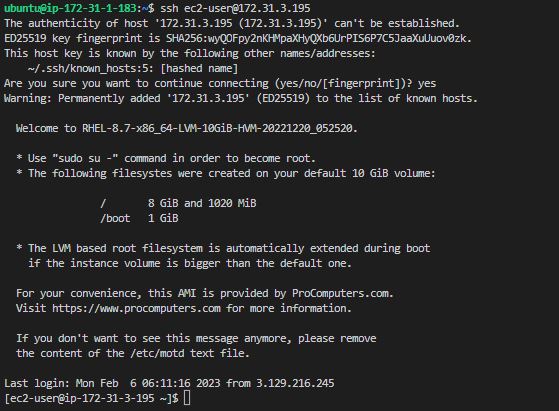 ubuntu@ip-172-31-1-183:~$ ssh ec2-user@172.31.3.195
The authenticity of host '172.31.3.195 (172.31.3.195)' can't be established.
ED25519 key fingerprint is SHA256:wyQOFpy2nKHMpaXHyQXb6UrPIS6P7C5JaaXuUuov0zk.
This host key is known by the following other names/addresses:
    ~/.ssh/known_hosts:5: [hashed name]
Are you sure you want to continue connecting (yes/no/[fingerprint])? yes
Warning: Permanently added '172.31.3.195' (ED25519) to the list of known hosts.
Welcome to RHEL-8.7-x86_64-LVM-10GiB-HVM-20221220_052520.
* Use "sudo su -" command in order to become root.
* The following filesystes were created on your default 10 GiB volume:
/       8 GiB and 1020 MiB
/boot   1 GiB
* The LVM based root filesystem is automatically extended during boot
if the instance volume is bigger than the default one.
For your convenience, this AMI is provided by ProComputers.com.
Visit https://www.procomputers.com for more information.
If you don't want to see this message anymore, please remove
the content of the /etc/motd text file.
Last login: Mon Feb  6 06:11:16 2023 from 3.129.216.245
[ec2-user@ip-172-31-3-195 ~]$